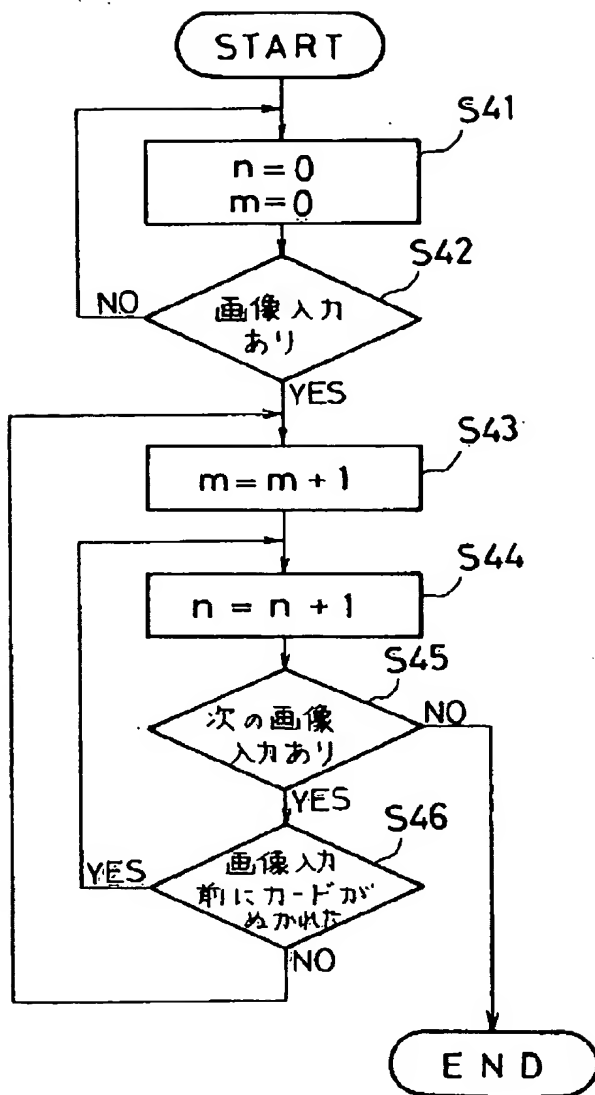 START
S41
n=0
m=0
S42
NO
画像入力
あり
YES
S43
m=m+1
S44
n=n+1
S45
次の画像
入力あり
NO
YES
S46
YES
画像入力
前にカードが
ぬかれた
NO
END